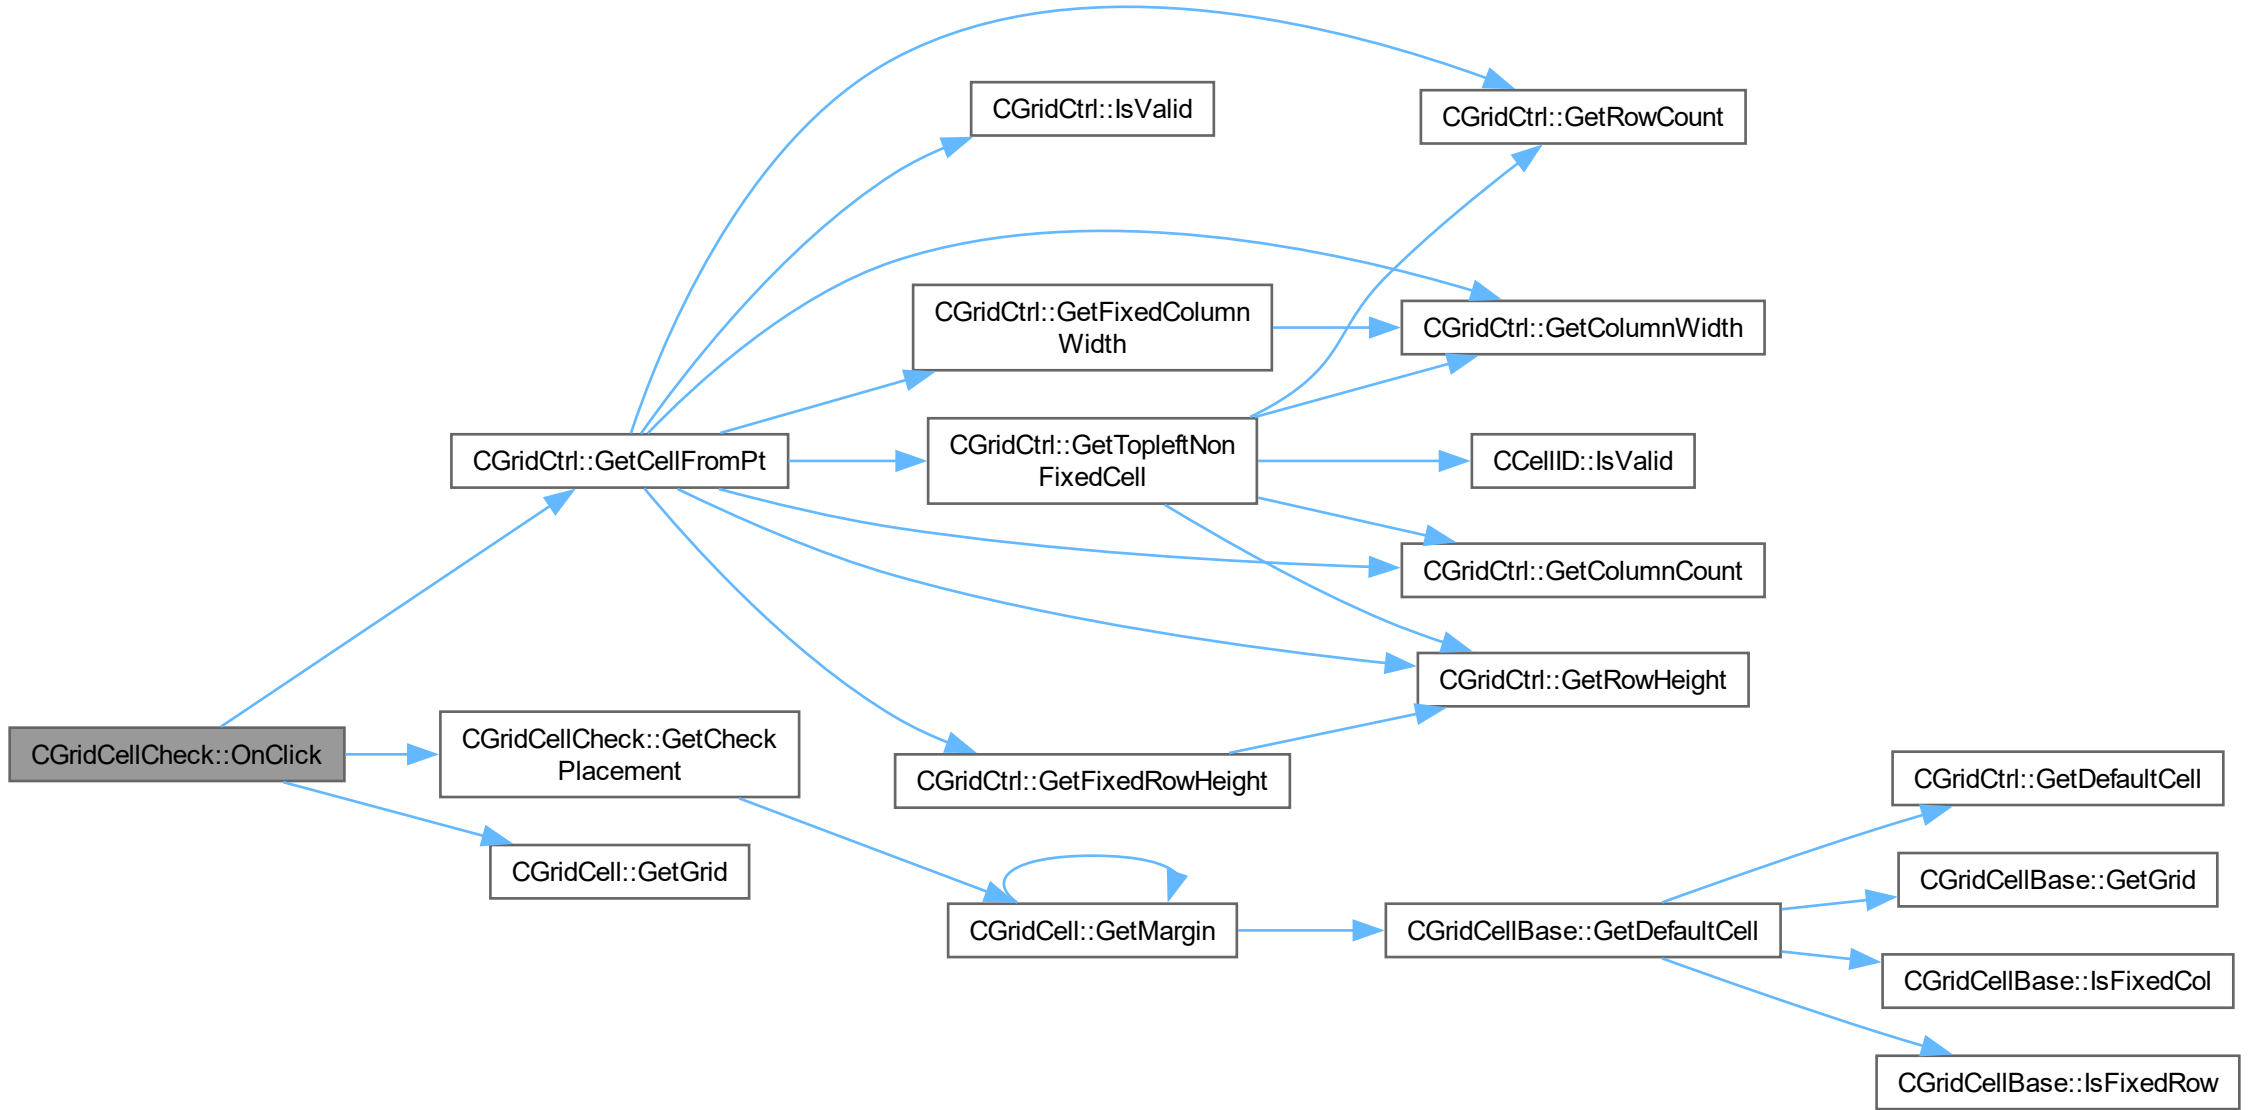 CGridCellCheck::OnClick
CGridCtrl::GetCellFromPt
CGridCellCheck::GetCheck
Placement
CGridCell::GetGrid
CGridCtrl::IsValid
CGridCtrl::GetFixedColumn
Width
CGridCtrl::GetTopleftNon
FixedCell
CGridCtrl::GetFixedRowHeight
CGridCell::GetMargin
CGridCtrl::GetRowCount
CGridCtrl::GetColumnWidth
CCellID::IsValid
CGridCtrl::GetColumnCount
CGridCtrl::GetRowHeight
CGridCellBase::GetDefaultCell
CGridCtrl::GetDefaultCell
CGridCellBase::GetGrid
CGridCellBase::IsFixedCol
CGridCellBase::IsFixedRow